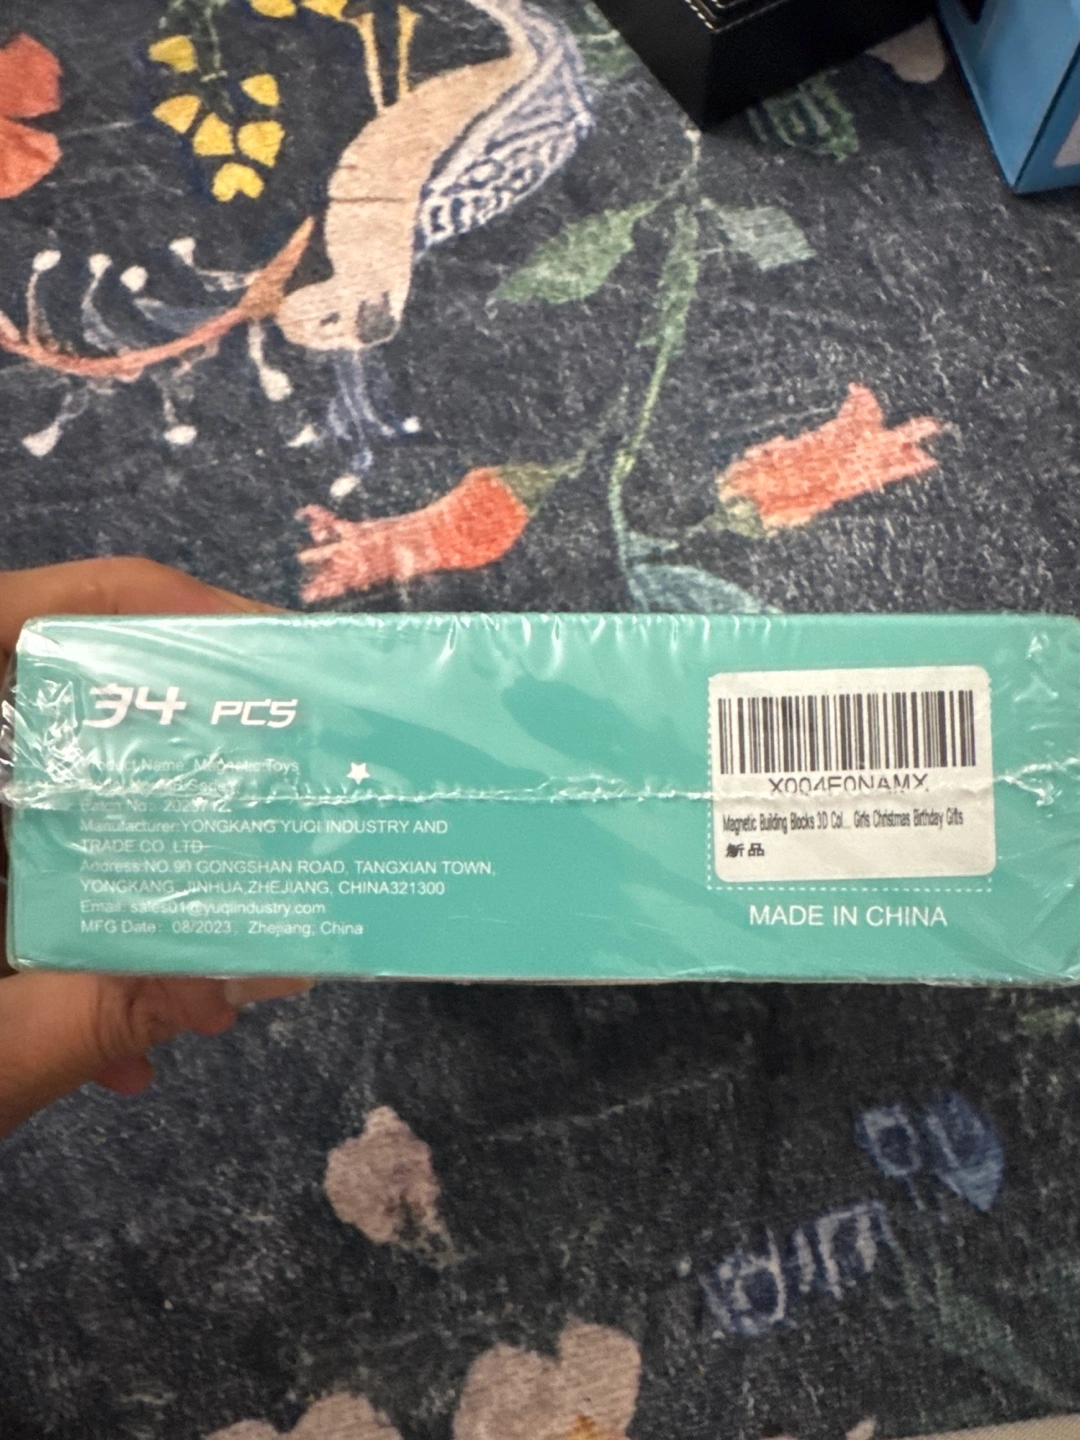 34 PCS
Product Name: Magnetic Toys
Batch No:
Manufacturer:YONGKANG YUQI INDUSTRY AND
TRADE CO. LTD
Address:NO.90 GONGSHAN ROAD, TANGXIAN TOWN,
YONGKANG, JINHUA,ZHEJIANG, CHINA321300
Email: sales01@yuqiindustry.com
MFG Date: 08/2023, Zhejiang, China
X004F0NAMX
Magnetic Building Blocks 3D Col... Girls Christmas Birthday Gifts
新品
MADE IN CHINA